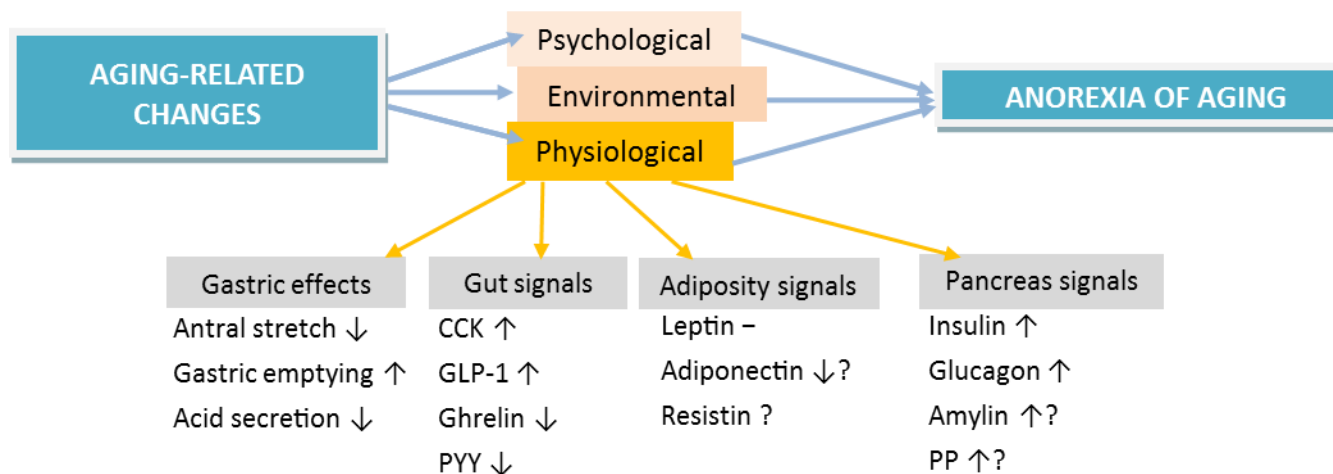 AGING-RELATED
CHANGES
Psychological
Environmental
Physiological
ANOREXIA OF AGING
Gastric effects
Antral stretch ↓
Gastric emptying ↑
Acid secretion ↓
Gut signals
CCK ↑
GLP-1 ↑
Ghrelin ↓
PYY ↓
Adiposity signals
Leptin –
Adiponectin ↓?
Resistin ?
Pancreas signals
Insulin ↑
Glucagon ↑
Amylin ↑?
PP ↑?